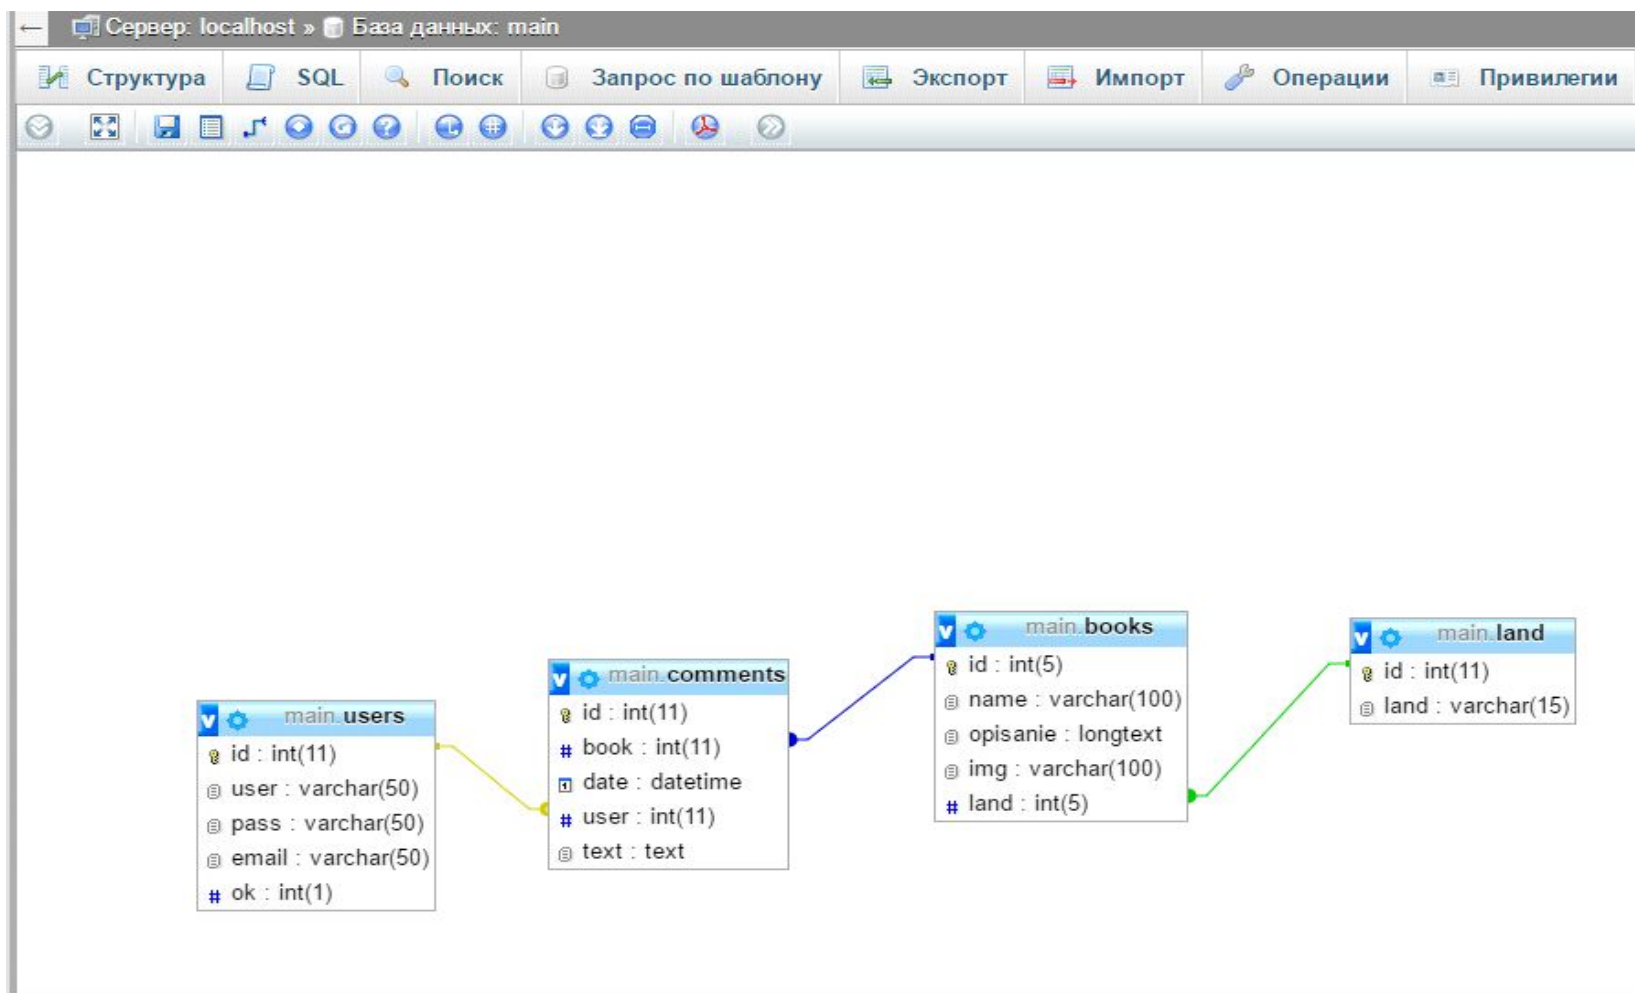 ← Сервер: localhost » База данных: main
Структура SQL Поиск Запрос по шаблону Экспорт Импорт Операции Привилегии
main.users
id : int(11)
user : varchar(50)
pass : varchar(50)
email : varchar(50)
# ok : int(1)
main.comments
id : int(11)
# book : int(11)
date : datetime
# user : int(11)
text : text
main.books
id : int(5)
name : varchar(100)
opisanie : longtext
img : varchar(100)
# land : int(5)
main.land
id : int(11)
land : varchar(15)